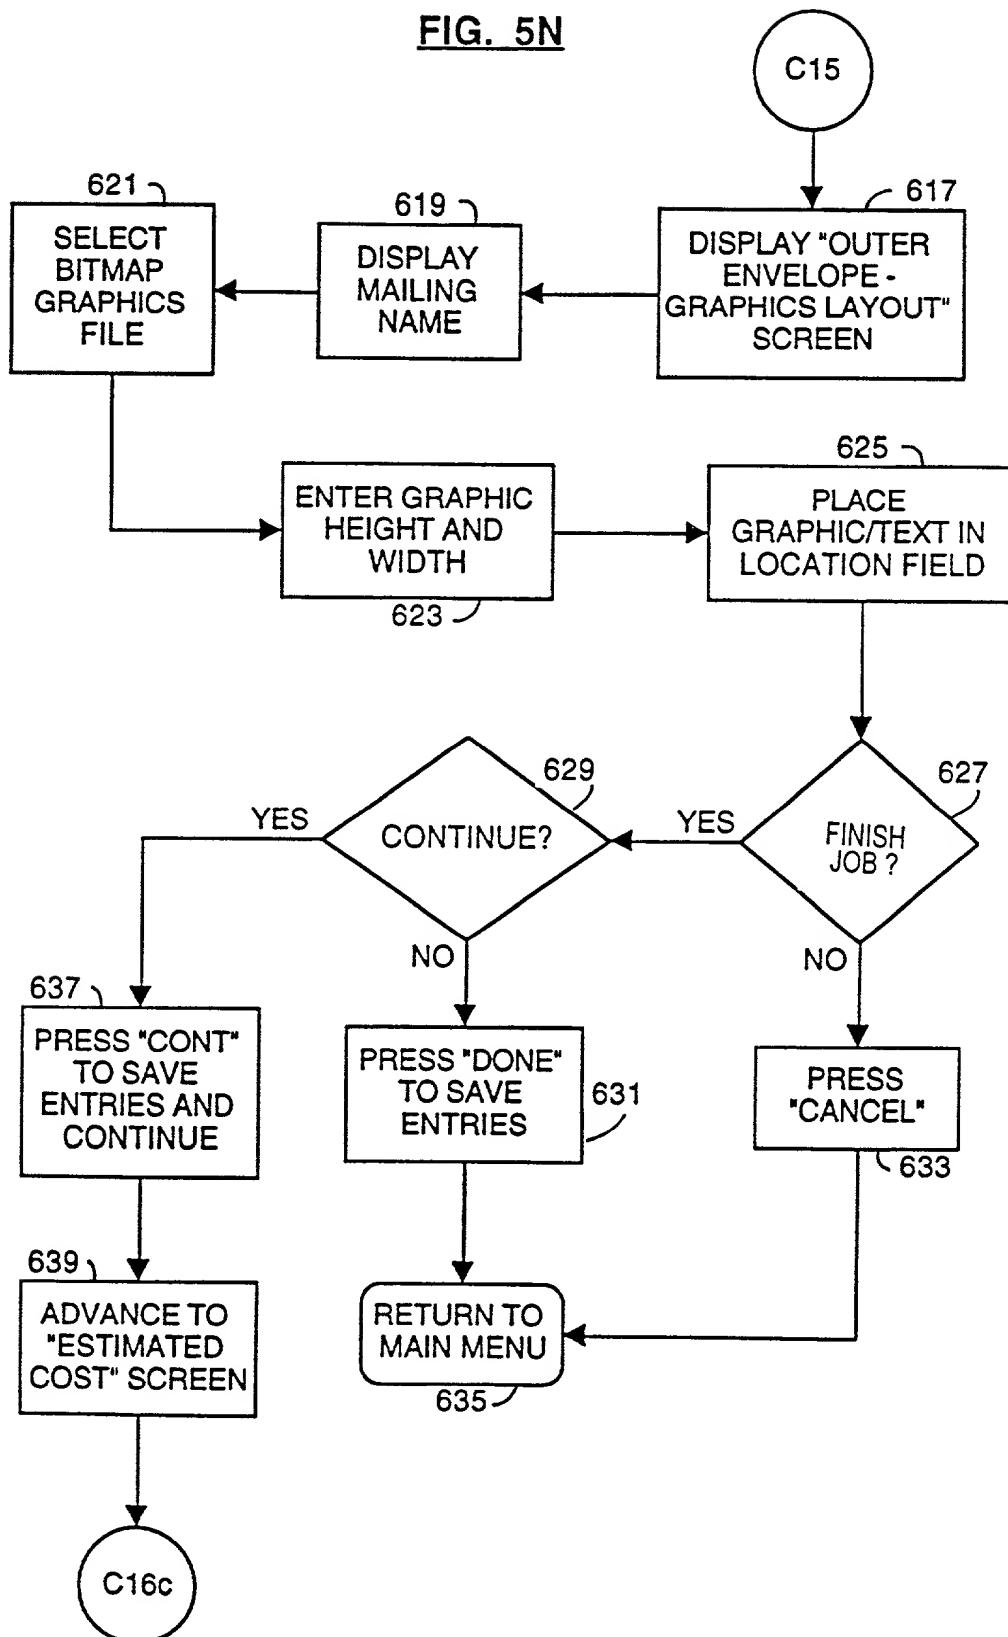 FIG. 5N
C15
617
DISPLAY "OUTER
ENVELOPE -
GRAPHICS LAYOUT"
SCREEN
619
DISPLAY
MAILING
NAME
621
SELECT
BITMAP
GRAPHICS
FILE
ENTER GRAPHIC
HEIGHT AND
WIDTH
623
625
PLACE
GRAPHIC/TEXT IN
LOCATION FIELD
627
FINISH
JOB ?
YES
NO
629
CONTINUE?
YES
NO
637
PRESS "CONT"
TO SAVE
ENTRIES AND
CONTINUE
PRESS "DONE"
TO SAVE
ENTRIES
631
PRESS
"CANCEL"
633
639
ADVANCE TO
"ESTIMATED
COST" SCREEN
RETURN TO
MAIN MENU
635
C16c